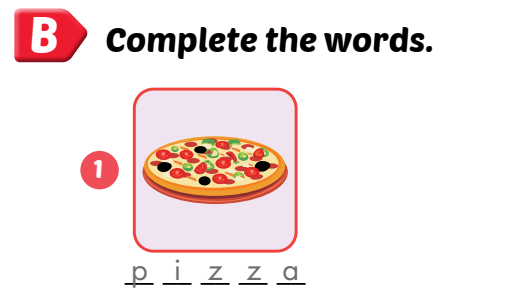 B Complete the words.
1
p i z z a